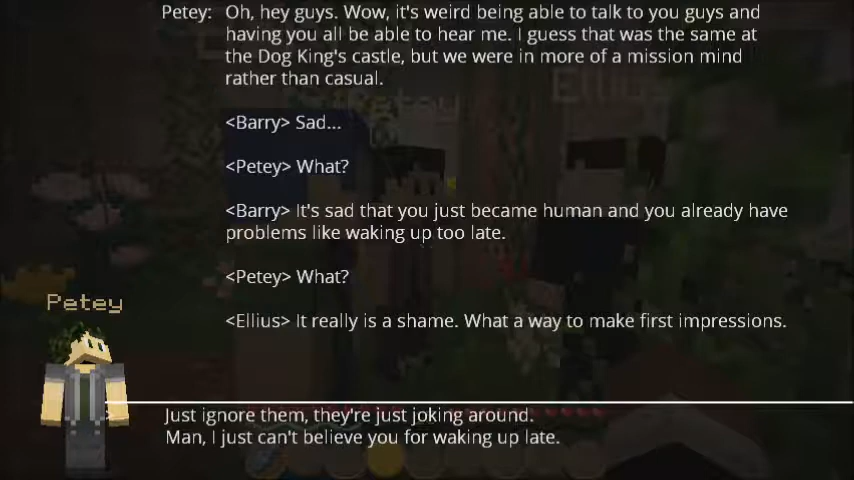 Petey: Oh, hey guys. Wow, it's weird being able to talk to you guys and
having you all be able to hear me. I guess that was the same at
the Dog King's castle, but we were in more of a mission mind
rather than casual.
<Barry> Sad...
<Petey> What?
<Barry> It's sad that you just became human and you already have
problems like waking up too late.
<Petey> What?
<Ellius> It really is a shame. What a way to make first impressions.
Petey
Ellius
Petey
Just ignore them, they're just joking around.
Man, I just can't believe you for waking up late.